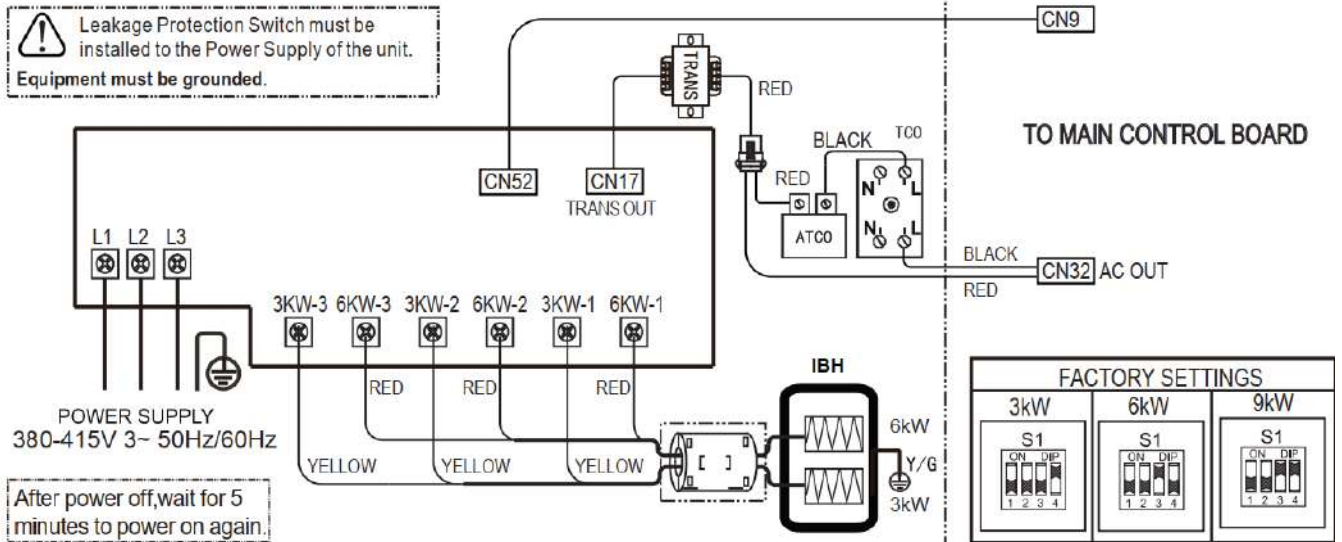 Leakage Protection Switch must be
installed to the Power Supply of the unit.
Equipment must be grounded.
CN9
TRANS
RED
TO MAIN CONTROL BOARD
BLACK
TCO
CN52
CN17
TRANS OUT
RED
ATCO
N
L
N
L
L1 L2 L3
BLACK
CN32 AC OUT
RED
3KW-3 6KW-3 3KW-2 6KW-2 3KW-1 6KW-1
RED
RED
RED
IBH
POWER SUPPLY
380-415V 3~ 50Hz/60Hz
6kW
YELLOW
YELLOW
YELLOW
Y/G
3kW
After power off,wait for 5
minutes to power on again.
FACTORY SETTINGS
3kW 6kW 9kW
S1
ON DIP
1 2 3 4
S1
ON DIP
1 2 3 4
S1
ON DIP
1 2 3 4